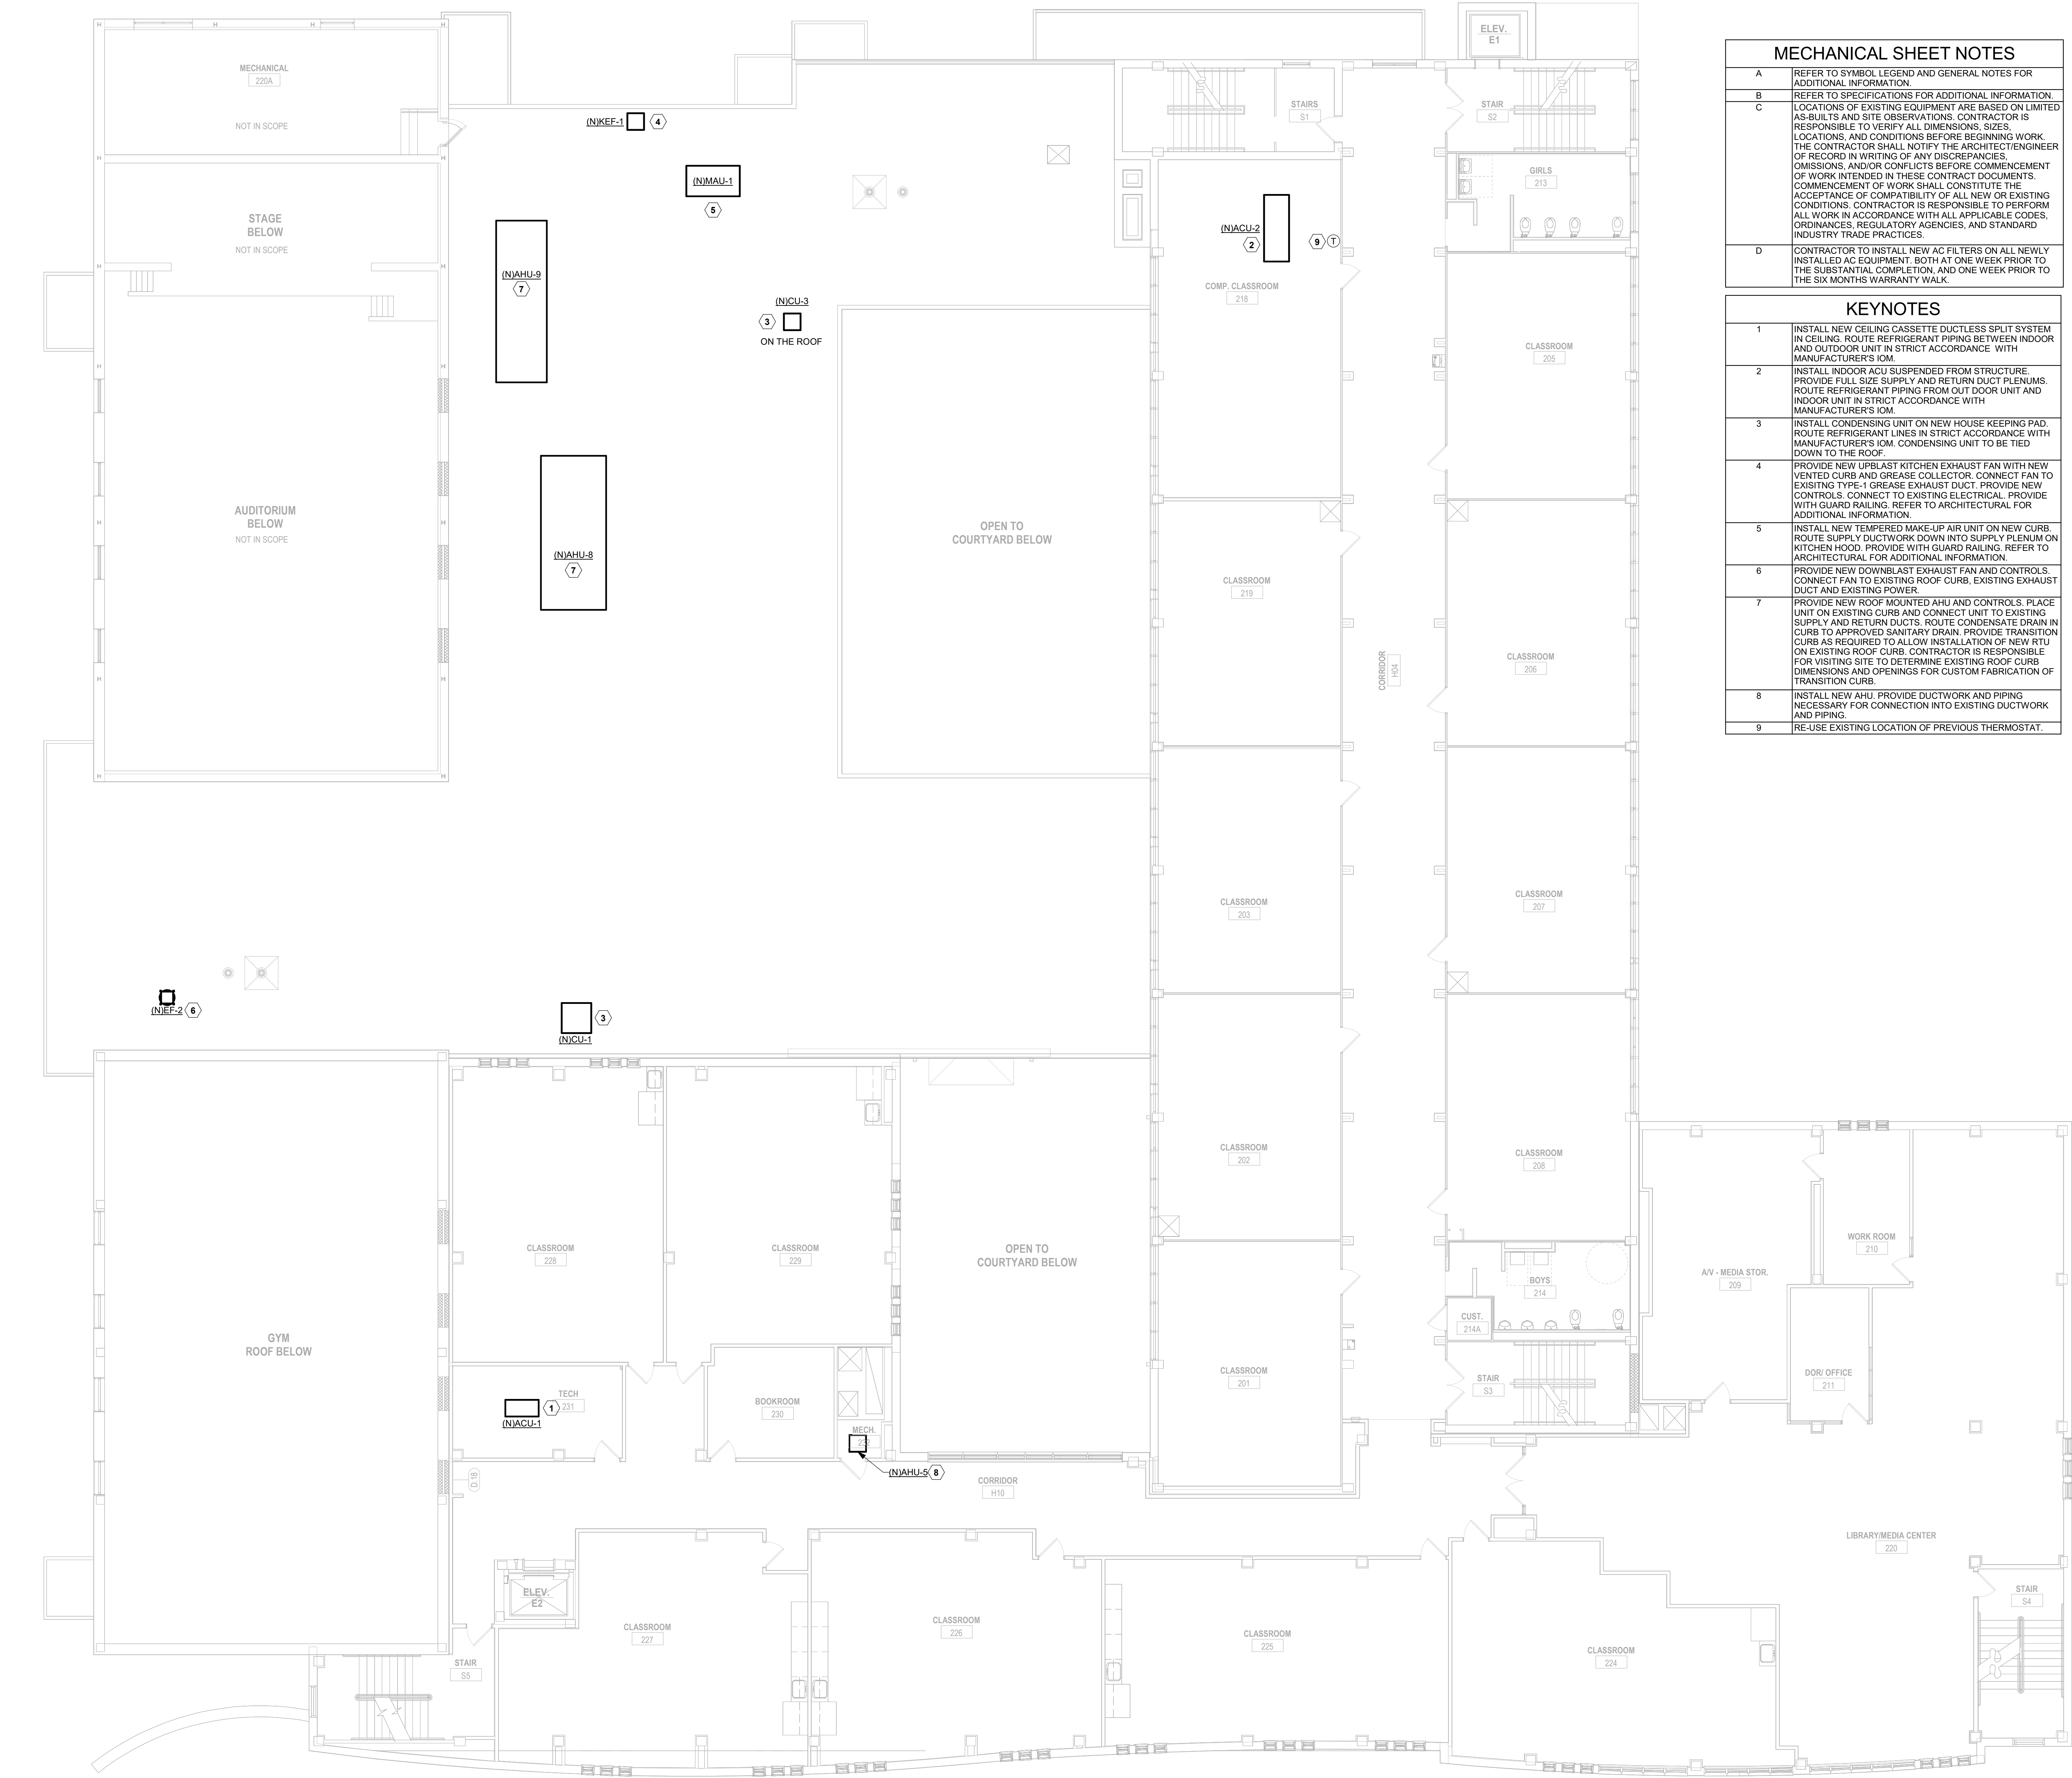 MECHANICAL
220A
NOT IN SCOPE
STAGE
BELOW
NOT IN SCOPE
AUDITORIUM
BELOW
NOT IN SCOPE
(N)KEF-1
4
(N)MAU-1
5
(N)AHU-9
7
(N)CU-3
3
ON THE ROOF
(N)AHU-8
7
OPEN TO
COURTYARD BELOW
(N)EF-2
6
3
(N)CU-1
ELEV.
E1
STAIRS
S1
STAIR
S2
GIRLS
213
(N)ACU-2
2
9
T
COMP. CLASSROOM
218
CLASSROOM
205
CLASSROOM
219
CORRIDOR
H04
CLASSROOM
206
CLASSROOM
203
CLASSROOM
207
CLASSROOM
202
CLASSROOM
208
CLASSROOM
201
BOYS
214
CUST.
214A
STAIR
S3
A/V - MEDIA STOR.
209
WORK ROOM
210
DOR/ OFFICE
211
GYM
ROOF BELOW
CLASSROOM
228
CLASSROOM
229
OPEN TO
COURTYARD BELOW
TECH
231
1
(N)ACU-1
BOOKROOM
230
MECH.
(N)AHU-5
8
D.18
CORRIDOR
H10
ELEV.
E2
STAIR
S5
CLASSROOM
227
CLASSROOM
226
CLASSROOM
225
CLASSROOM
224
LIBRARY/MEDIA CENTER
220
STAIR
S4
MECHANICAL SHEET NOTES
A REFER TO SYMBOL LEGEND AND GENERAL NOTES FOR
ADDITIONAL INFORMATION.
B REFER TO SPECIFICATIONS FOR ADDITIONAL INFORMATION.
C LOCATIONS OF EXISTING EQUIPMENT ARE BASED ON LIMITED
AS-BUILTS AND SITE OBSERVATIONS. CONTRACTOR IS
RESPONSIBLE TO VERIFY ALL DIMENSIONS, SIZES,
LOCATIONS, AND CONDITIONS BEFORE BEGINNING WORK.
THE CONTRACTOR SHALL NOTIFY THE ARCHITECT/ENGINEER
OF RECORD IN WRITING OF ANY DISCREPANCIES,
OMISSIONS, AND/OR CONFLICTS BEFORE COMMENCEMENT
OF WORK INTENDED IN THESE CONTRACT DOCUMENTS.
COMMENCEMENT OF WORK SHALL CONSTITUTE THE
ACCEPTANCE OF COMPATIBILITY OF ALL NEW OR EXISTING
CONDITIONS. CONTRACTOR IS RESPONSIBLE TO PERFORM
ALL WORK IN ACCORDANCE WITH ALL APPLICABLE CODES,
ORDINANCES, REGULATORY AGENCIES, AND STANDARD
INDUSTRY TRADE PRACTICES.
D CONTRACTOR TO INSTALL NEW AC FILTERS ON ALL NEWLY
INSTALLED AC EQUIPMENT. BOTH AT ONE WEEK PRIOR TO
THE SUBSTANTIAL COMPLETION, AND ONE WEEK PRIOR TO
THE SIX MONTHS WARRANTY WALK.
KEYNOTES
1 INSTALL NEW CEILING CASSETTE DUCTLESS SPLIT SYSTEM
IN CEILING. ROUTE REFRIGERANT PIPING BETWEEN INDOOR
AND OUTDOOR UNIT IN STRICT ACCORDANCE WITH
MANUFACTURER'S IOM.
2 INSTALL INDOOR ACU SUSPENDED FROM STRUCTURE.
PROVIDE FULL SIZE SUPPLY AND RETURN DUCT PLENUMS.
ROUTE REFRIGERANT PIPING FROM OUT DOOR UNIT AND
INDOOR UNIT IN STRICT ACCORDANCE WITH
MANUFACTURER'S IOM.
3 INSTALL CONDENSING UNIT ON NEW HOUSE KEEPING PAD.
ROUTE REFRIGERANT LINES IN STRICT ACCORDANCE WITH
MANUFACTURER'S IOM. CONDENSING UNIT TO BE TIED
DOWN TO THE ROOF.
4 PROVIDE NEW UPBLAST KITCHEN EXHAUST FAN WITH NEW
VENTED CURB AND GREASE COLLECTOR. CONNECT FAN TO
EXISITNG TYPE-1 GREASE EXHAUST DUCT. PROVIDE NEW
CONTROLS. CONNECT TO EXISTING ELECTRICAL. PROVIDE
WITH GUARD RAILING. REFER TO ARCHITECTURAL FOR
ADDITIONAL INFORMATION.
5 INSTALL NEW TEMPERED MAKE-UP AIR UNIT ON NEW CURB.
ROUTE SUPPLY DUCTWORK DOWN INTO SUPPLY PLENUM ON
KITCHEN HOOD. PROVIDE WITH GUARD RAILING. REFER TO
ARCHITECTURAL FOR ADDITIONAL INFORMATION.
6 PROVIDE NEW DOWNBLAST EXHAUST FAN AND CONTROLS.
CONNECT FAN TO EXISTING ROOF CURB, EXISTING EXHAUST
DUCT AND EXISTING POWER.
7 PROVIDE NEW ROOF MOUNTED AHU AND CONTROLS. PLACE
UNIT ON EXISTING CURB AND CONNECT UNIT TO EXISTING
SUPPLY AND RETURN DUCTS. ROUTE CONDENSATE DRAIN IN
CURB TO APPROVED SANITARY DRAIN. PROVIDE TRANSITION
CURB AS REQUIRED TO ALLOW INSTALLATION OF NEW RTU
ON EXISTING ROOF CURB. CONTRACTOR IS RESPONSIBLE
FOR VISITING SITE TO DETERMINE EXISTING ROOF CURB
DIMENSIONS AND OPENINGS FOR CUSTOM FABRICATION OF
TRANSITION CURB.
8 INSTALL NEW AHU. PROVIDE DUCTWORK AND PIPING
NECESSARY FOR CONNECTION INTO EXISTING DUCTWORK
AND PIPING.
9 RE-USE EXISTING LOCATION OF PREVIOUS THERMOSTAT.